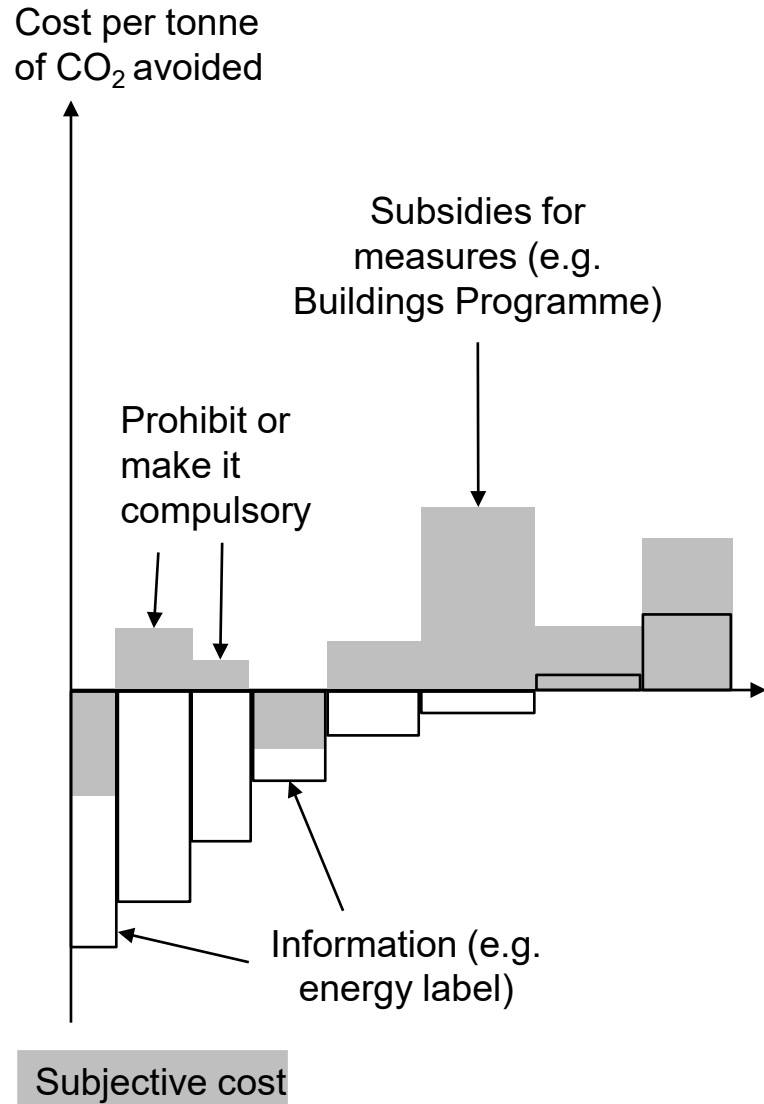 Cost per tonne
of CO₂ avoided
Subsidies for
measures (e.g.
Buildings Programme)
Prohibit or
make it
compulsory
Information (e.g.
energy label)
Subjective cost